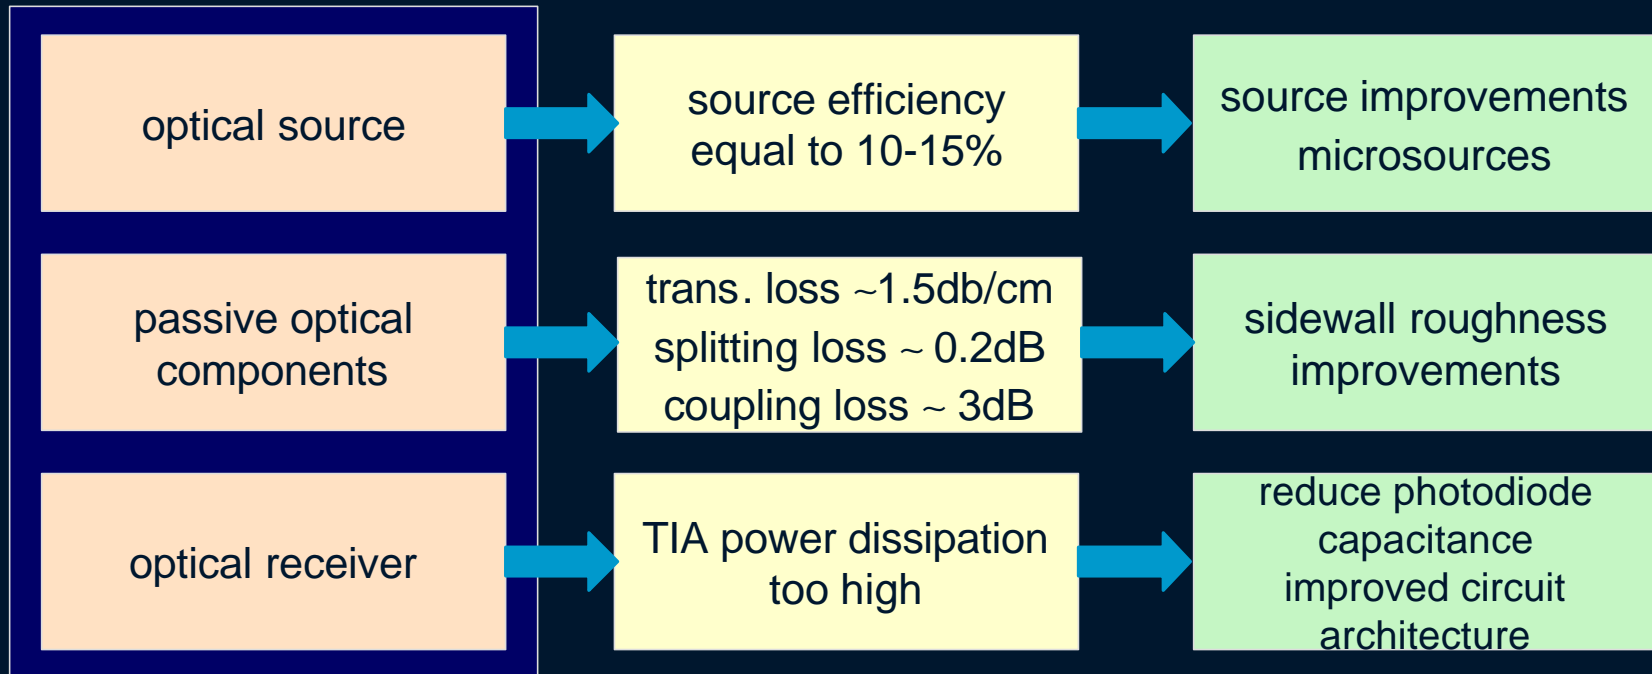 optical source
source efficiency
equal to 10-15%
source improvements
microsources
passive optical
components
trans. loss ~1.5db/cm
splitting loss ~ 0.2dB
coupling loss ~ 3dB
sidewall roughness
improvements
optical receiver
TIA power dissipation
too high
reduce photodiode
capacitance
improved circuit
architecture